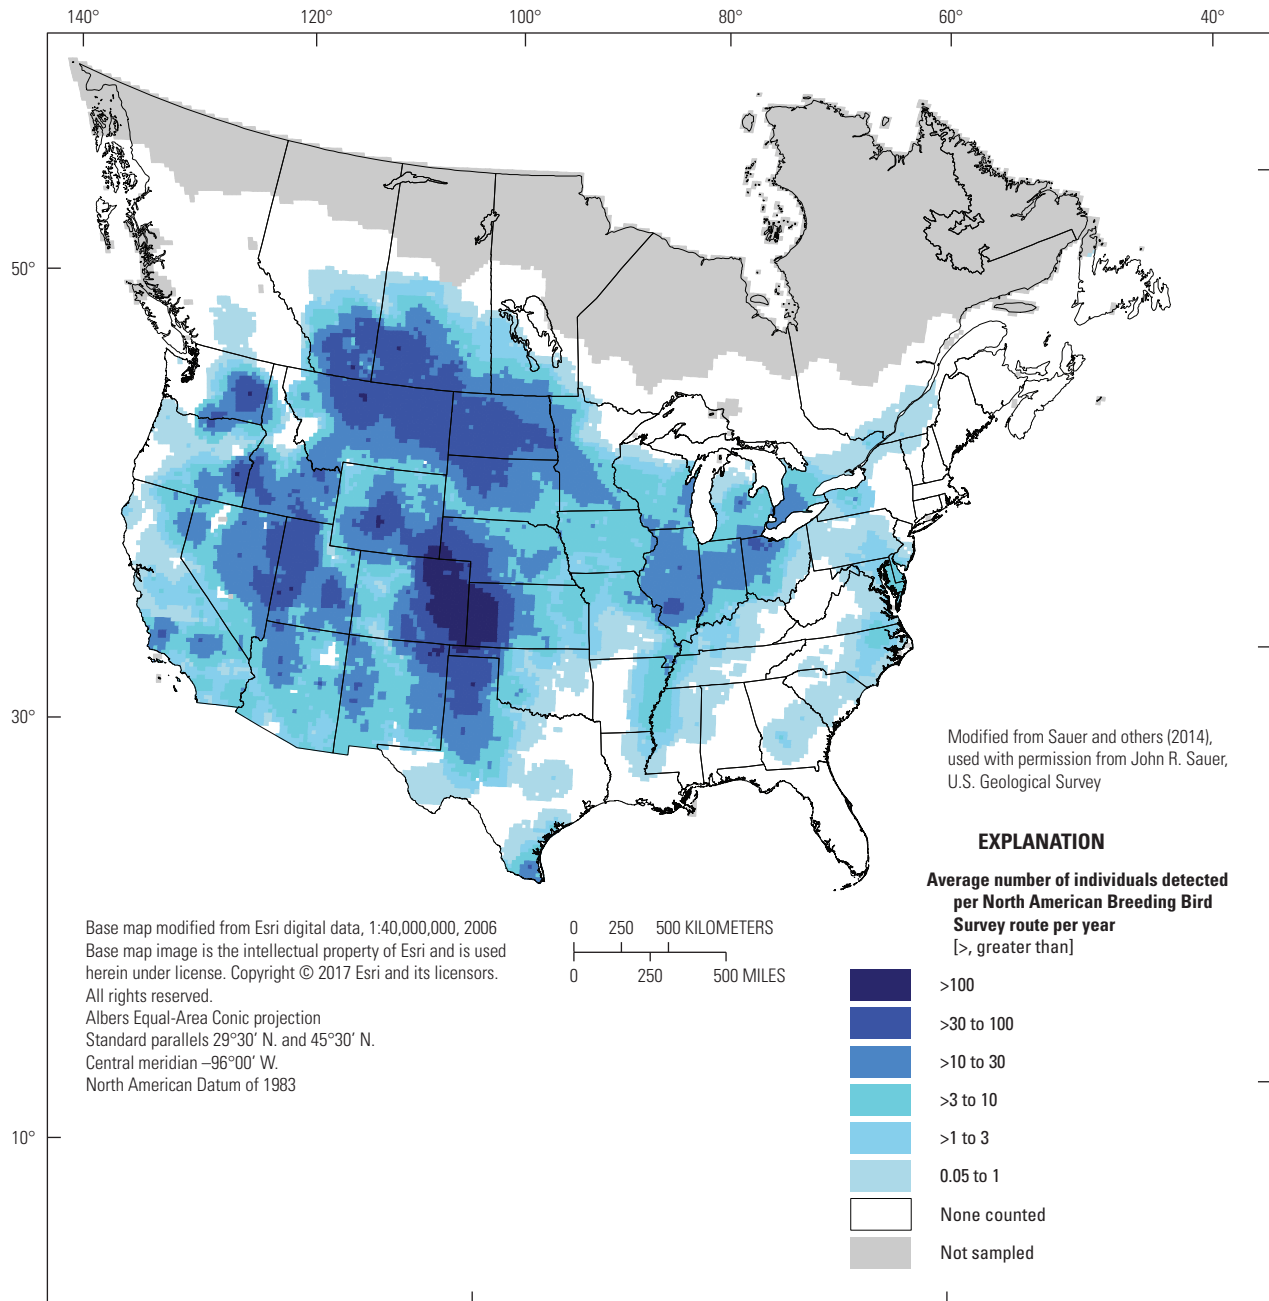 140° 120° 100° 80° 60° 40°
50°
30°
10°
Modified from Sauer and others (2014),
used with permission from John R. Sauer,
U.S. Geological Survey
EXPLANATION
Average number of individuals detected
per North American Breeding Bird
Survey route per year
[>, greater than]
>100
>30 to 100
>10 to 30
>3 to 10
>1 to 3
0.05 to 1
None counted
Not sampled
Base map modified from Esri digital data, 1:40,000,000, 2006
Base map image is the intellectual property of Esri and is used
herein under license. Copyright © 2017 Esri and its licensors.
All rights reserved.
Albers Equal-Area Conic projection
Standard parallels 29°30′ N. and 45°30′ N.
Central meridian –96°00′ W.
North American Datum of 1983
0 250 500 KILOMETERS
0 250 500 MILES